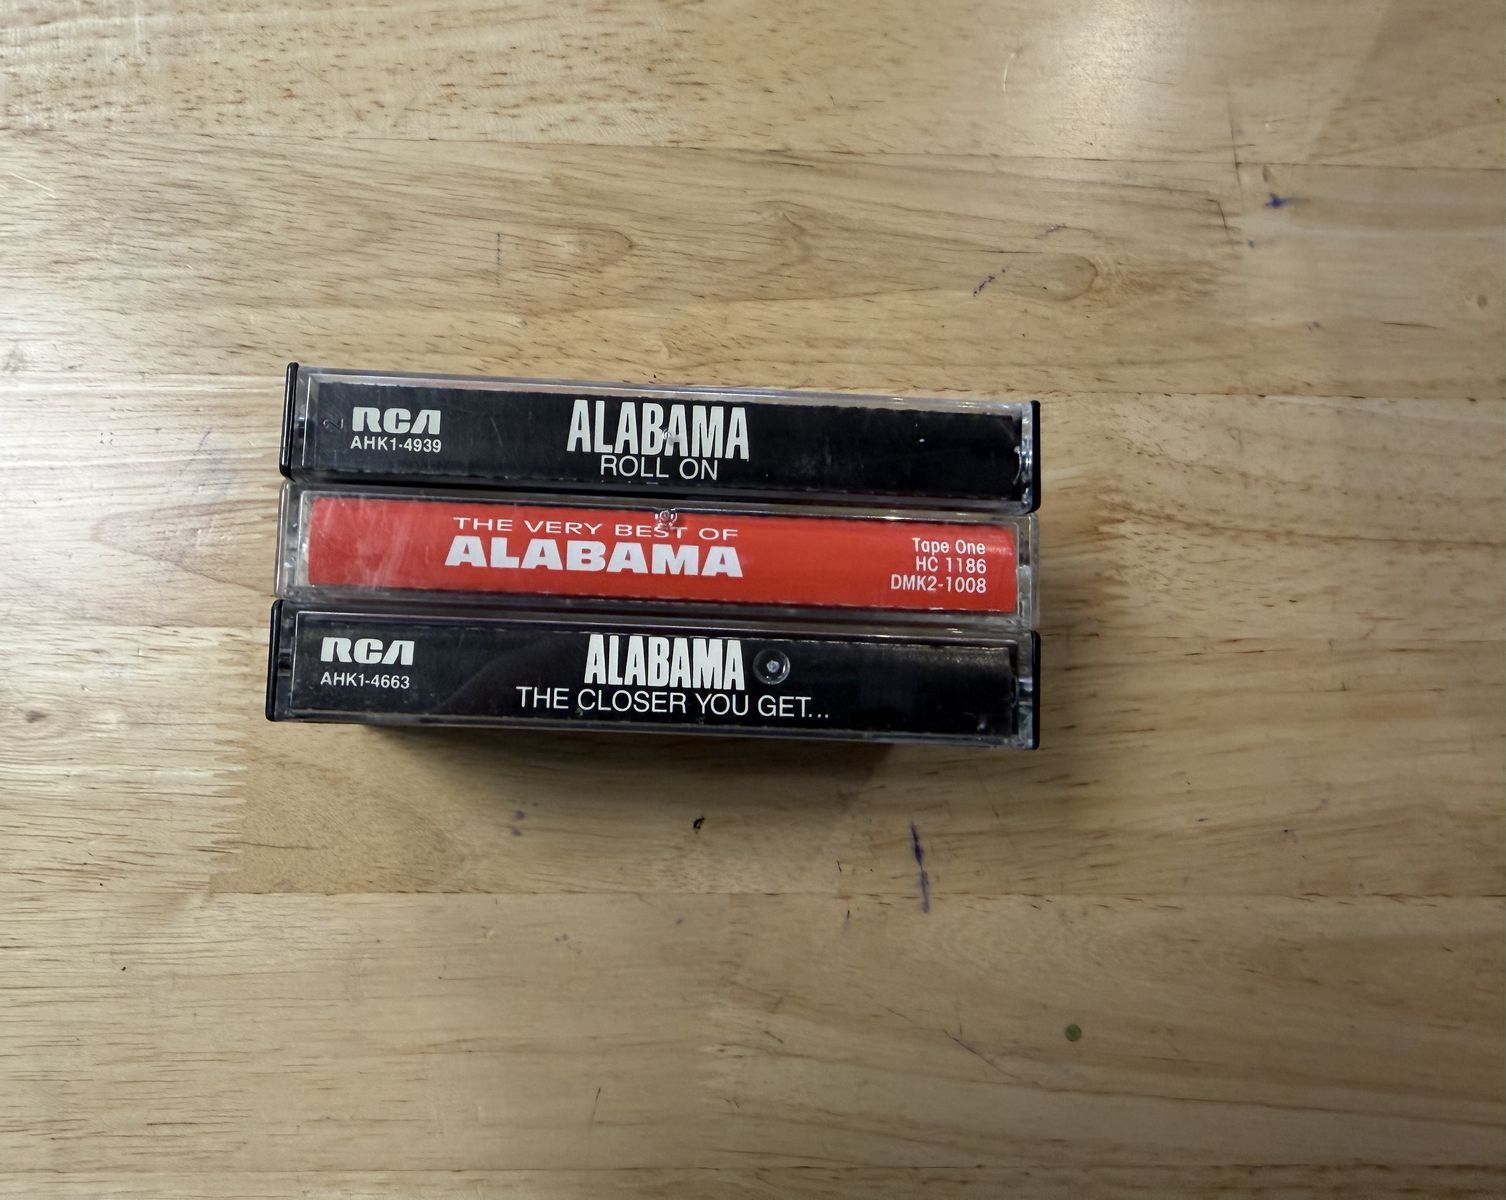 RCA
AHK1-4939
ALABAMA
ROLL ON
2
THE VERY BEST OF
ALABAMA
Tape One
HC 1186
DMK2-1008
RCA
AHK1-4663
ALABAMA
THE CLOSER YOU GET...